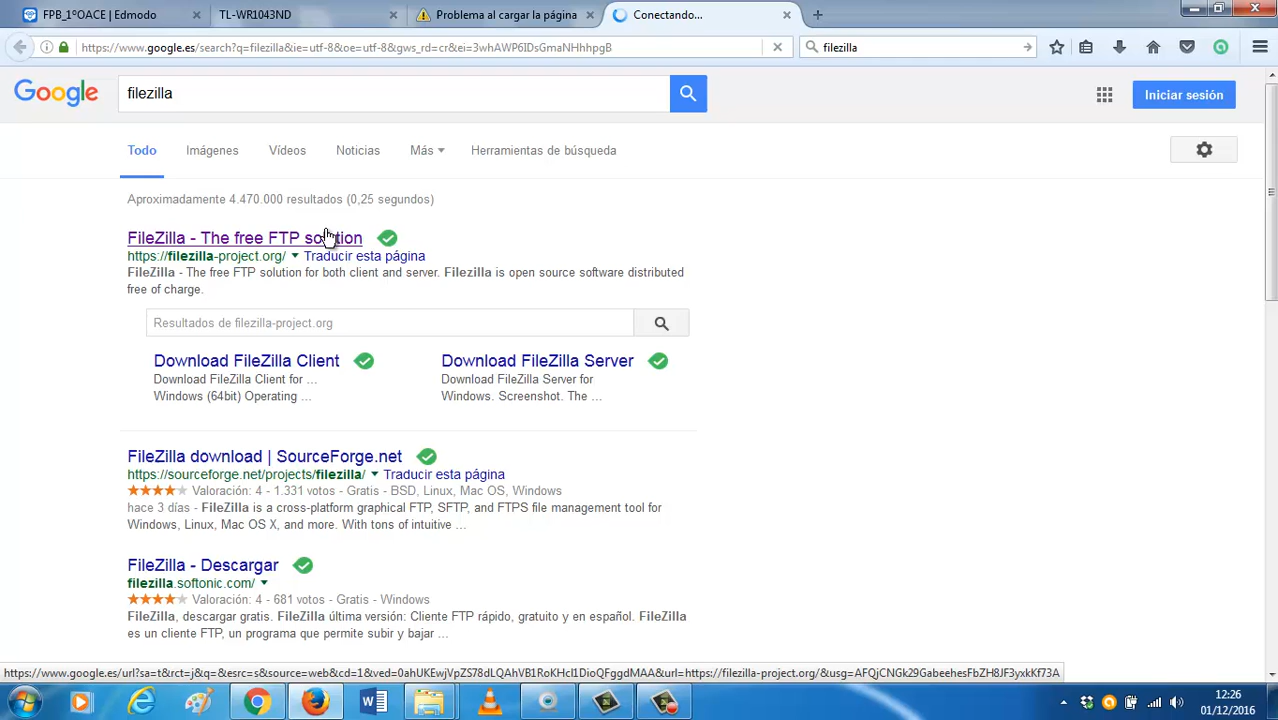 FPB_1ºOACE | Edmodo
TL-WR1043ND
Problema al cargar la página
Conectando...
https://www.google.es/search?q=filezilla&ie=utf-8&oe=utf-8&gws_rd=cr&ei=3whAWP6IDsGmaNHhhpgB
filezilla
Google
filezilla
Iniciar sesión
Todo
Imágenes
Vídeos
Noticias
Más
Herramientas de búsqueda
Aproximadamente 4.470.000 resultados (0,25 segundos)
FileZilla - The free FTP solution
https://filezilla-project.org/ Traducir esta página
FileZilla - The free FTP solution for both client and server. Filezilla is open source software distributed
free of charge.
Resultados de filezilla-project.org
Download FileZilla Client
Download FileZilla Client for ...
Windows (64bit) Operating ...
Download FileZilla Server
Download FileZilla Server for
Windows. Screenshot. The ...
FileZilla download | SourceForge.net
https://sourceforge.net/projects/filezilla/ Traducir esta página
Valoración: 4 - 1.331 votos - Gratis - BSD, Linux, Mac OS, Windows
hace 3 días - FileZilla is a cross-platform graphical FTP, SFTP, and FTPS file management tool for
Windows, Linux, Mac OS X, and more. With tons of intuitive ...
FileZilla - Descargar
filezilla.softonic.com/
Valoración: 4 - 681 votos - Gratis - Windows
FileZilla, descargar gratis. FileZilla última versión: Cliente FTP rápido, gratuito y en español. FileZilla
es un cliente FTP, un programa que permite subir y bajar ...
https://www.google.es/url?sa=t&rct=j&q=&esrc=s&source=web&cd=1&ved=0ahUKEwjVpZS78dLQAhVB1RoKHcl1DioQFggdMAA&url=https://filezilla-project.org/&usg=AFQjCNGk29GabeehesFbZH8JF3yxkKf73A
12:26
01/12/2016